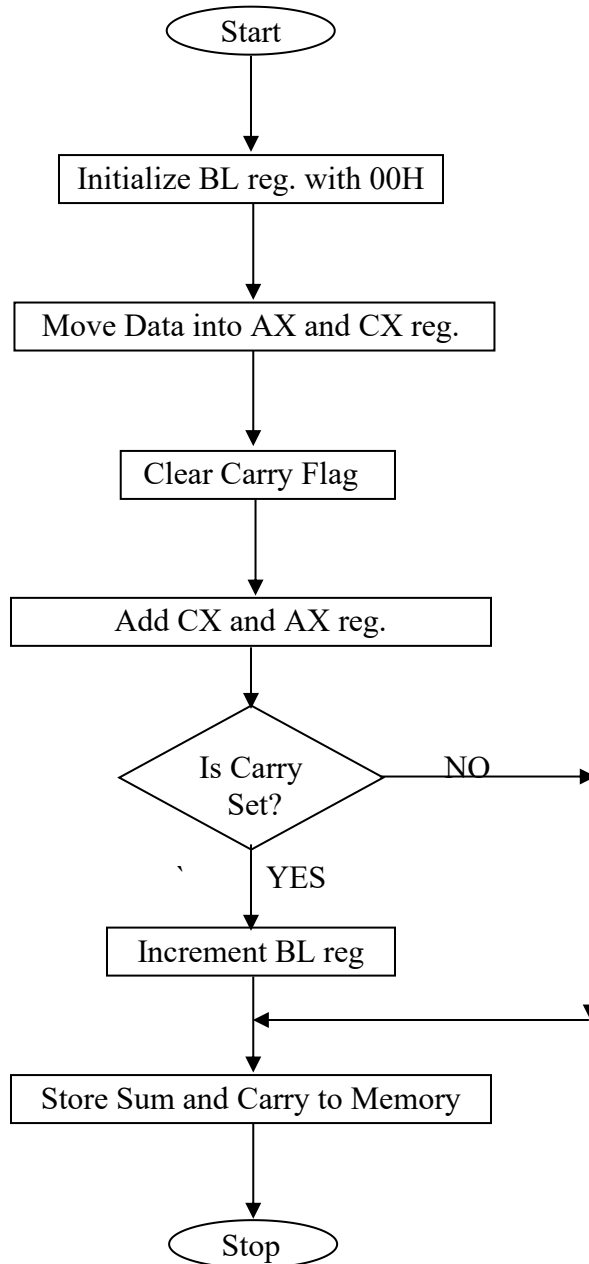 Start
Initialize BL reg. with 00H
Move Data into AX and CX reg.
Clear Carry Flag
Add CX and AX reg.
Is Carry
Set?
NO
` YES
Increment BL reg
Store Sum and Carry to Memory
Stop